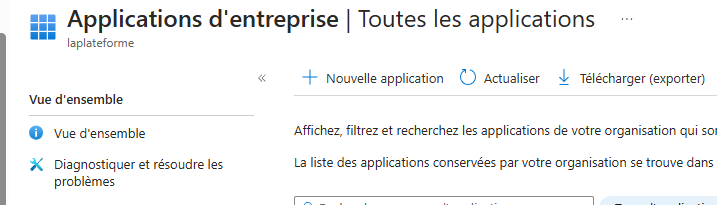 Applications d'entreprise | Toutes les applications ...
laplateforme
Nouvelle application Actualiser Télécharger (exporter)
Vue d'ensemble
Vue d'ensemble
Diagnostiquer et résoudre les
problèmes
Affichez, filtrez et recherchez les applications de votre organisation qui
La liste des applications conservées par votre organisation se trouve dans